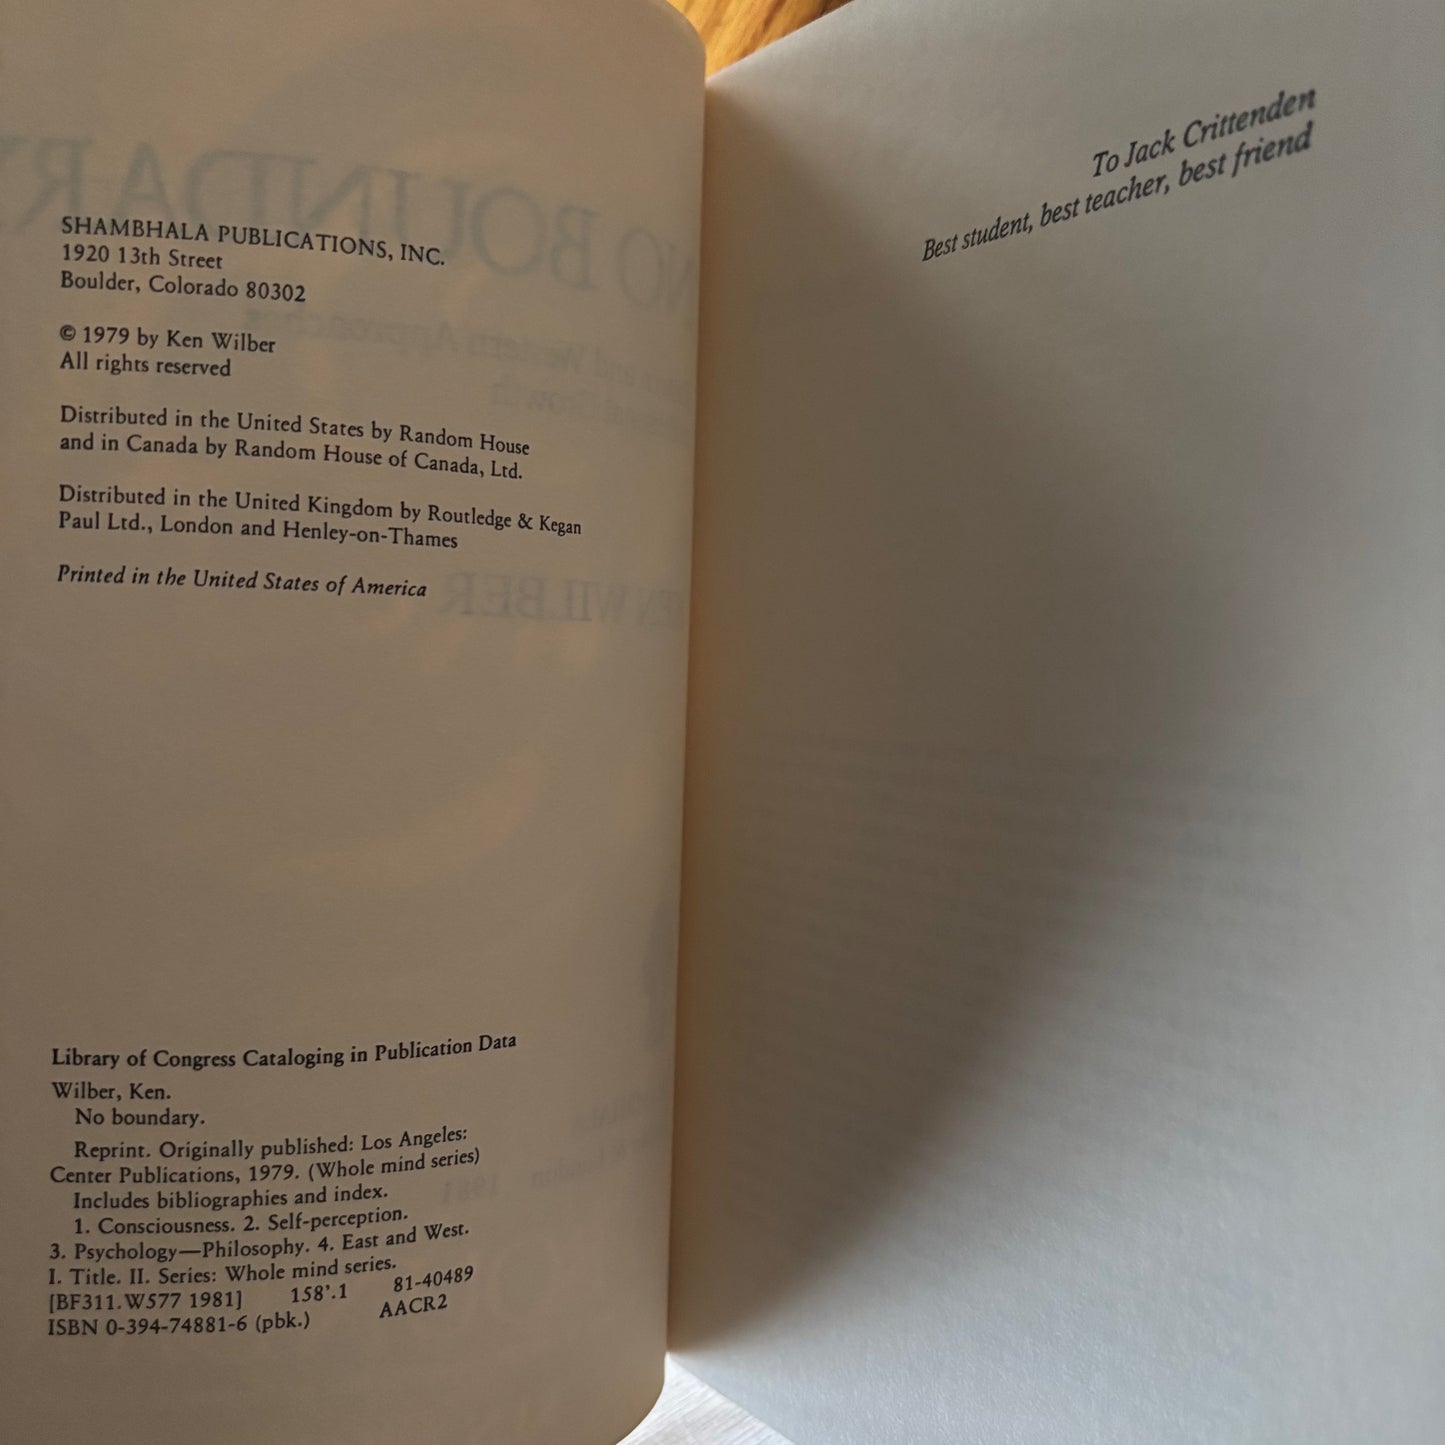 SHAMBHALA PUBLICATIONS, INC.
1920 13th Street
Boulder, Colorado 80302
© 1979 by Ken Wilber
All rights reserved
Distributed in the United States by Random House
and in Canada by Random House of Canada, Ltd.
Distributed in the United Kingdom by Routledge & Kegan
Paul Ltd., London and Henley-on-Thames
Printed in the United States of America
Library of Congress Cataloging in Publication Data
Wilber, Ken.
No boundary.
Reprint. Originally published: Los Angeles:
Center Publications, 1979. (Whole mind series)
Includes bibliographies and index.
1. Consciousness. 2. Self-perception.
3. Psychology—Philosophy. 4. East and West.
I. Title. II. Series: Whole mind series.
[BF311.W577 1981] 158'.1 81-40489
ISBN 0-394-74881-6 (pbk.) AACR2
To Jack Crittenden
Best student, best teacher, best friend